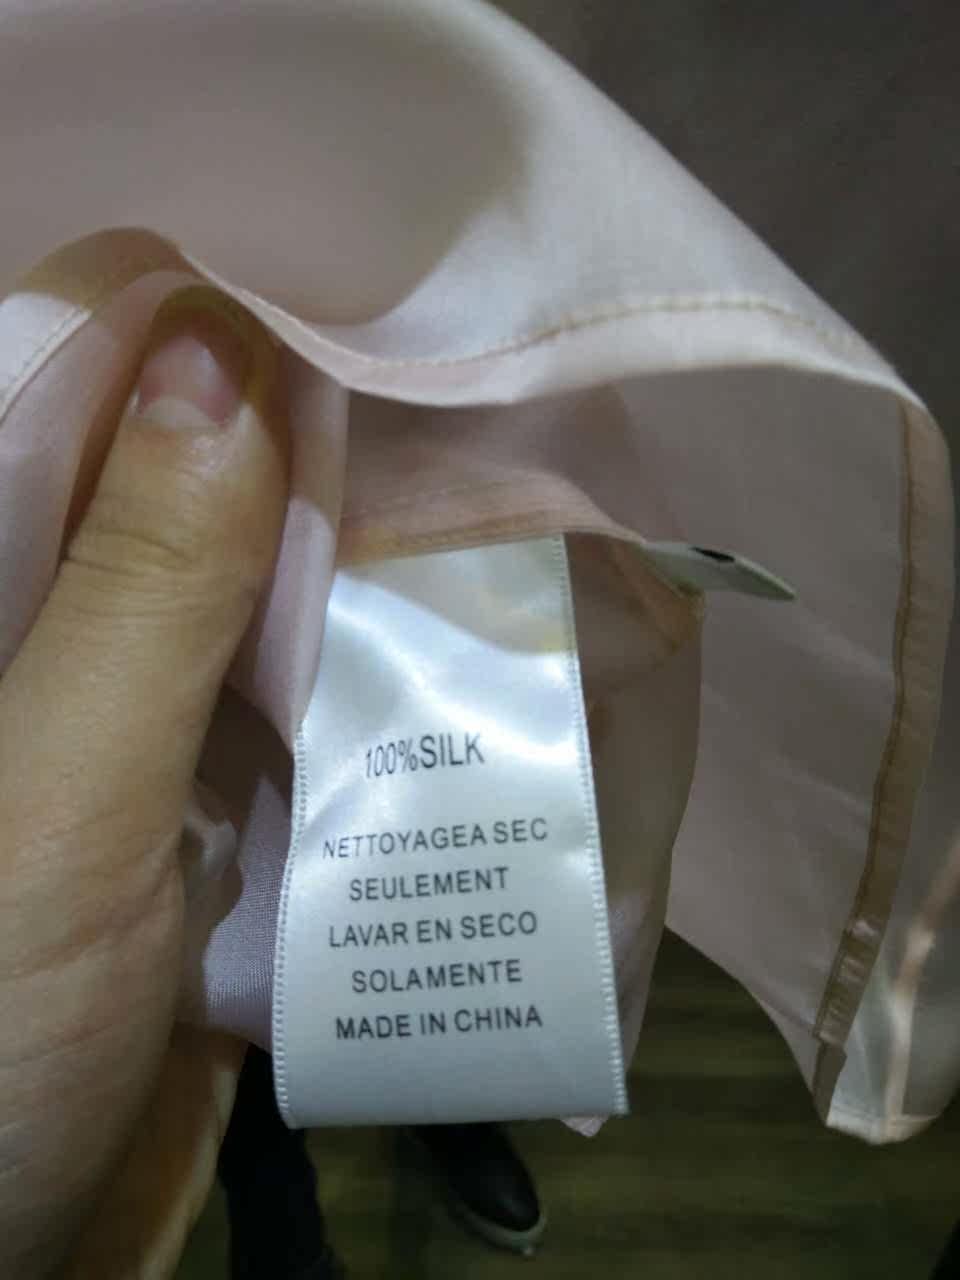 100%SILK
NETTOYAGEA SEC
SEULEMENT
LAVAR EN SECO
SOLAMENTE
MADE IN CHINA